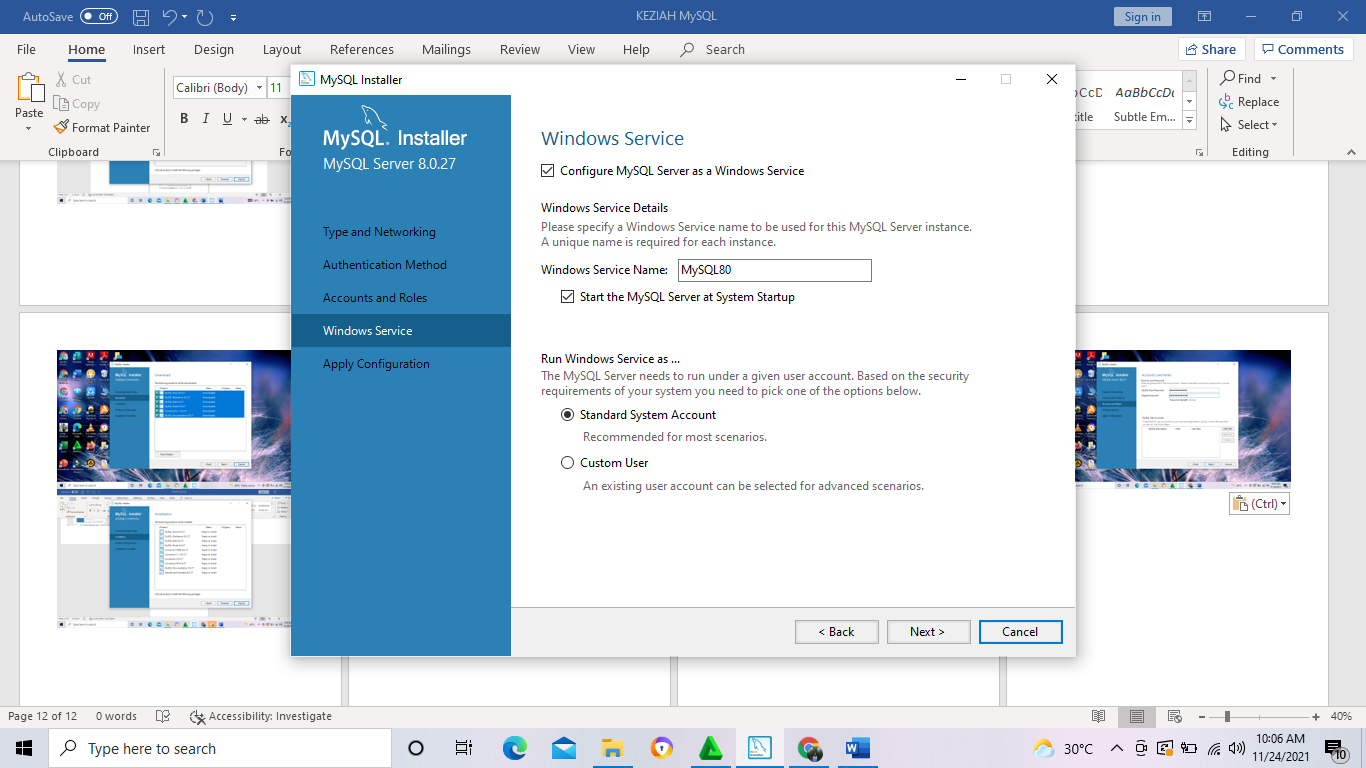 AutoSave Off
KEZIAH MySQL
Sign in
File Home Insert Design Layout References Mailings Review View Help Search
Share Comments
Paste
Cut
Copy
Format Painter
Clipboard
Calibri (Body) 11
B I U ab x
Fo
AaBbCcDc
Subtle Em...
Find
Replace
Select
Editing
MySQL Installer
MySQL. Installer
MySQL Server 8.0.27
Type and Networking
Authentication Method
Accounts and Roles
Windows Service
Apply Configuration
Windows Service
Configure MySQL Server as a Windows Service
Windows Service Details
Please specify a Windows Service name to be used for this MySQL Server instance.
A unique name is required for each instance.
Windows Service Name: MySQL80
Start the MySQL Server at System Startup
Run Windows Service as ...
The MySQL Server needs to run under a given user account. Based on the security
requirements of your system you need to pick one of the options below.
Standard System Account
Recommended for most scenarios.
Custom User
An existing user account can be selected for advanced scenarios.
< Back Next > Cancel
(Ctrl)
Page 12 of 12 0 words Accessibility: Investigate
40%
Type here to search
30°C
10:06 AM
11/24/2021
10